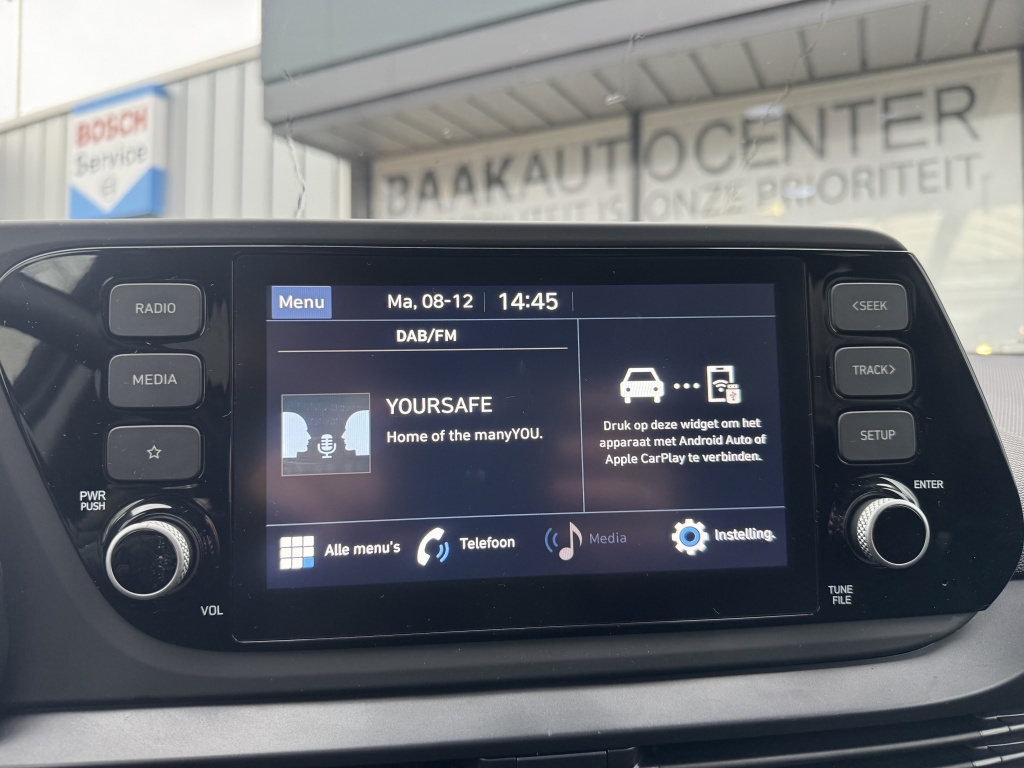 BOSCH
Service
BAAKAUTOCENTER
IS ONZE PRIORITEIT.
RADIO
MEDIA
PWR
PUSH
VOL
Menu
Ma, 08-12
14:45
DAB/FM
YOURSAFE
Home of the manyYOU.
Druk op deze widget om het
apparaat met Android Auto of
Apple CarPlay te verbinden.
Alle menu's
Telefoon
Media
Instelling.
<SEEK
TRACK>
SETUP
ENTER
TUNE
FILE